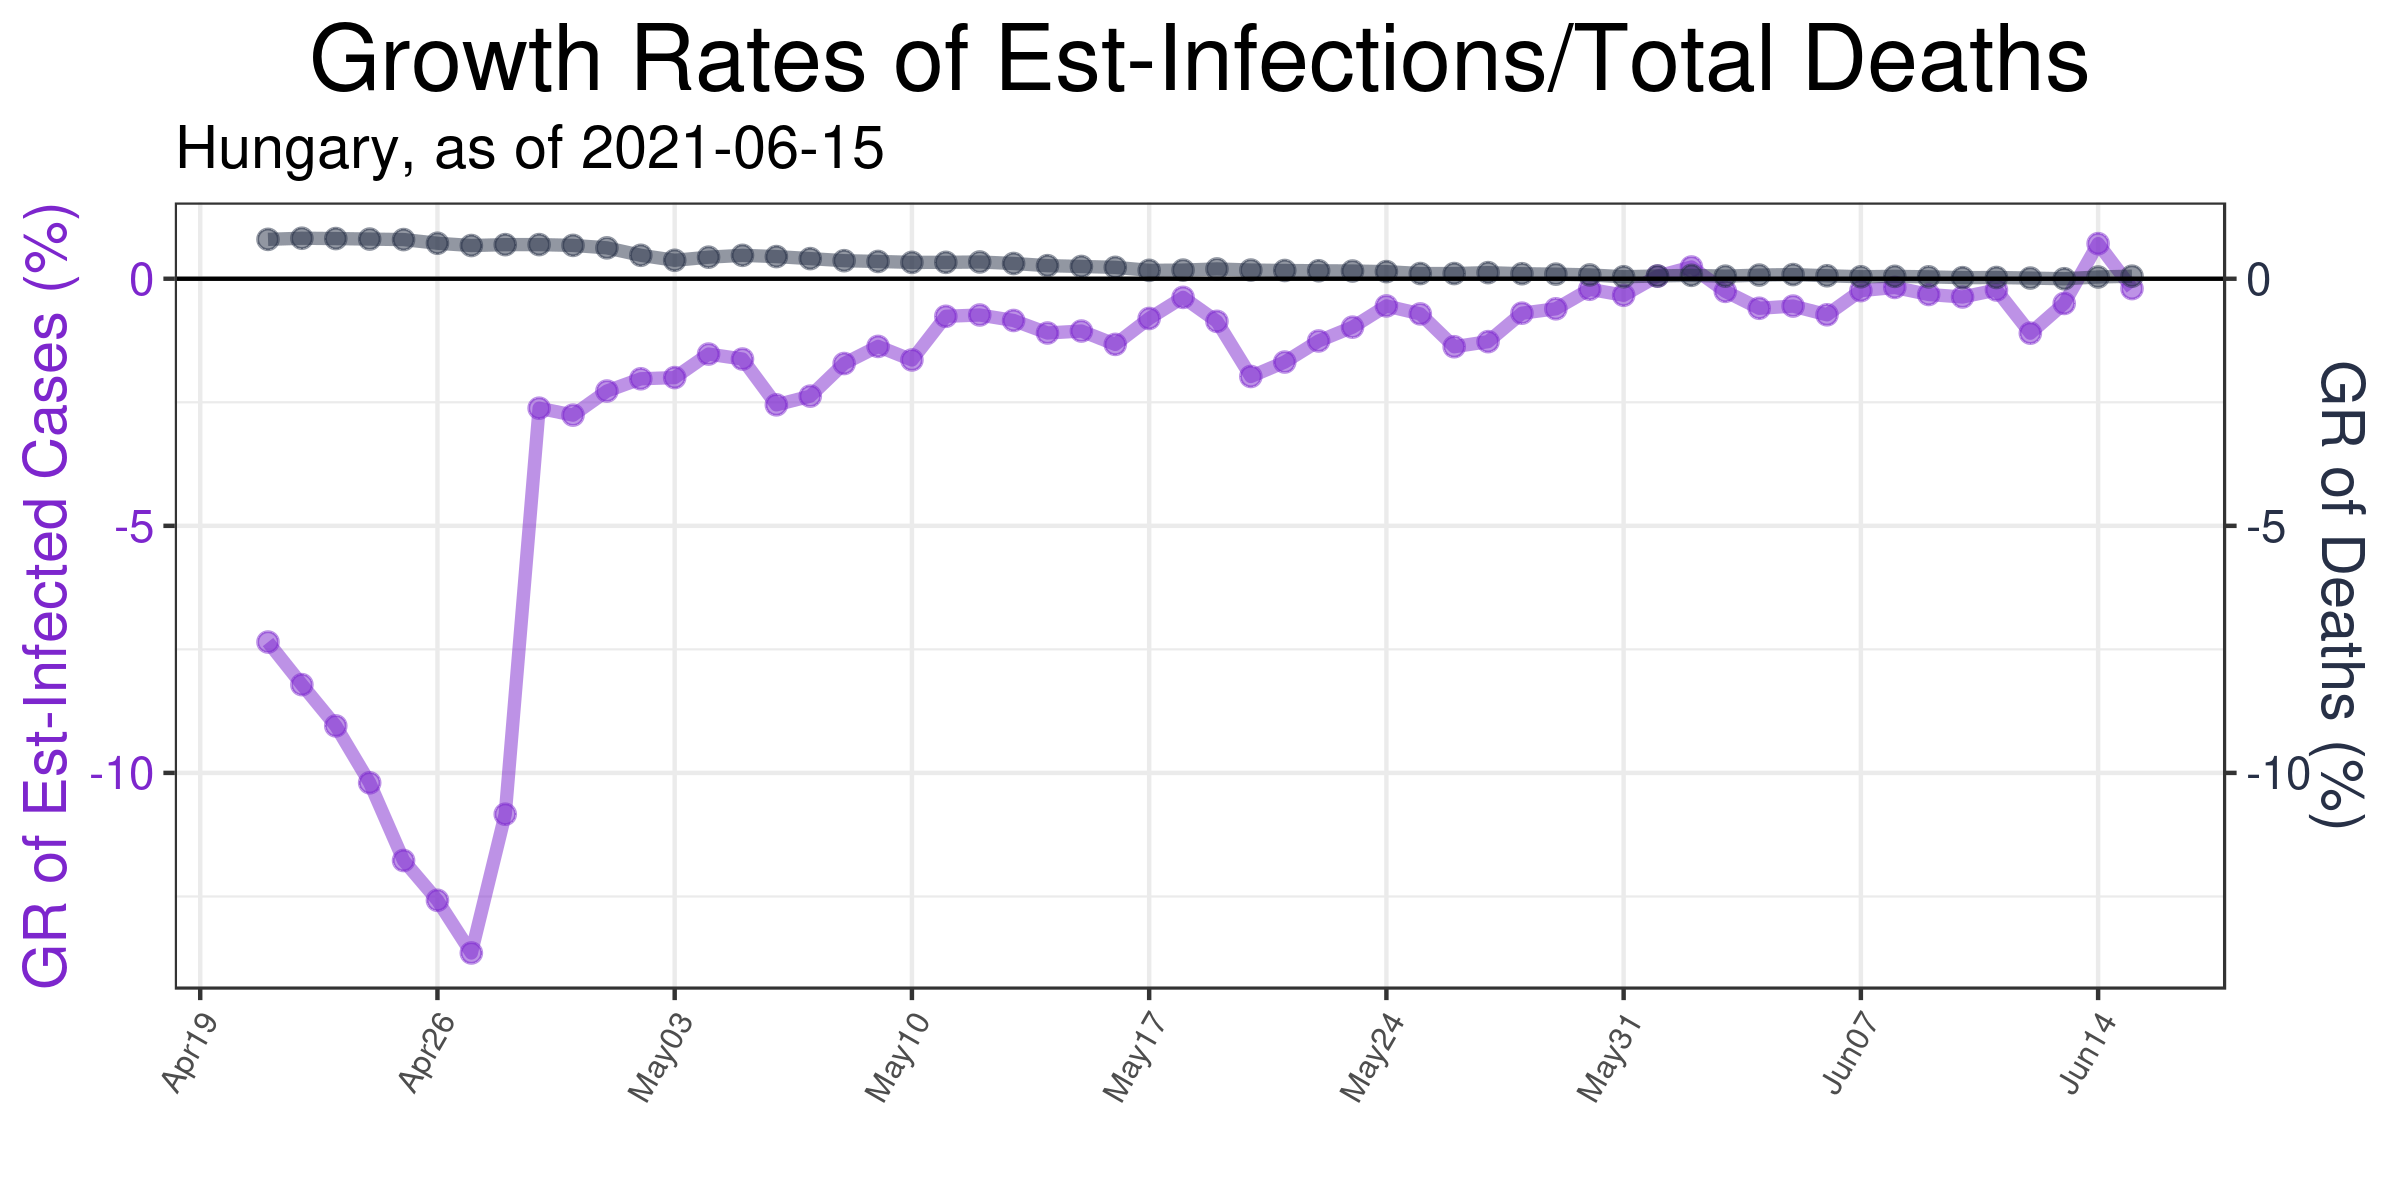 Growth Rates of Est-Infections/Total Deaths
Hungary, as of 2021-06-15
GR of Est-Infected Cases (%)
0
-5
-10
0
-5
-10
GR of Deaths (%)
Apr19
Apr26
May03
May10
May17
May24
May31
Jun07
Jun14